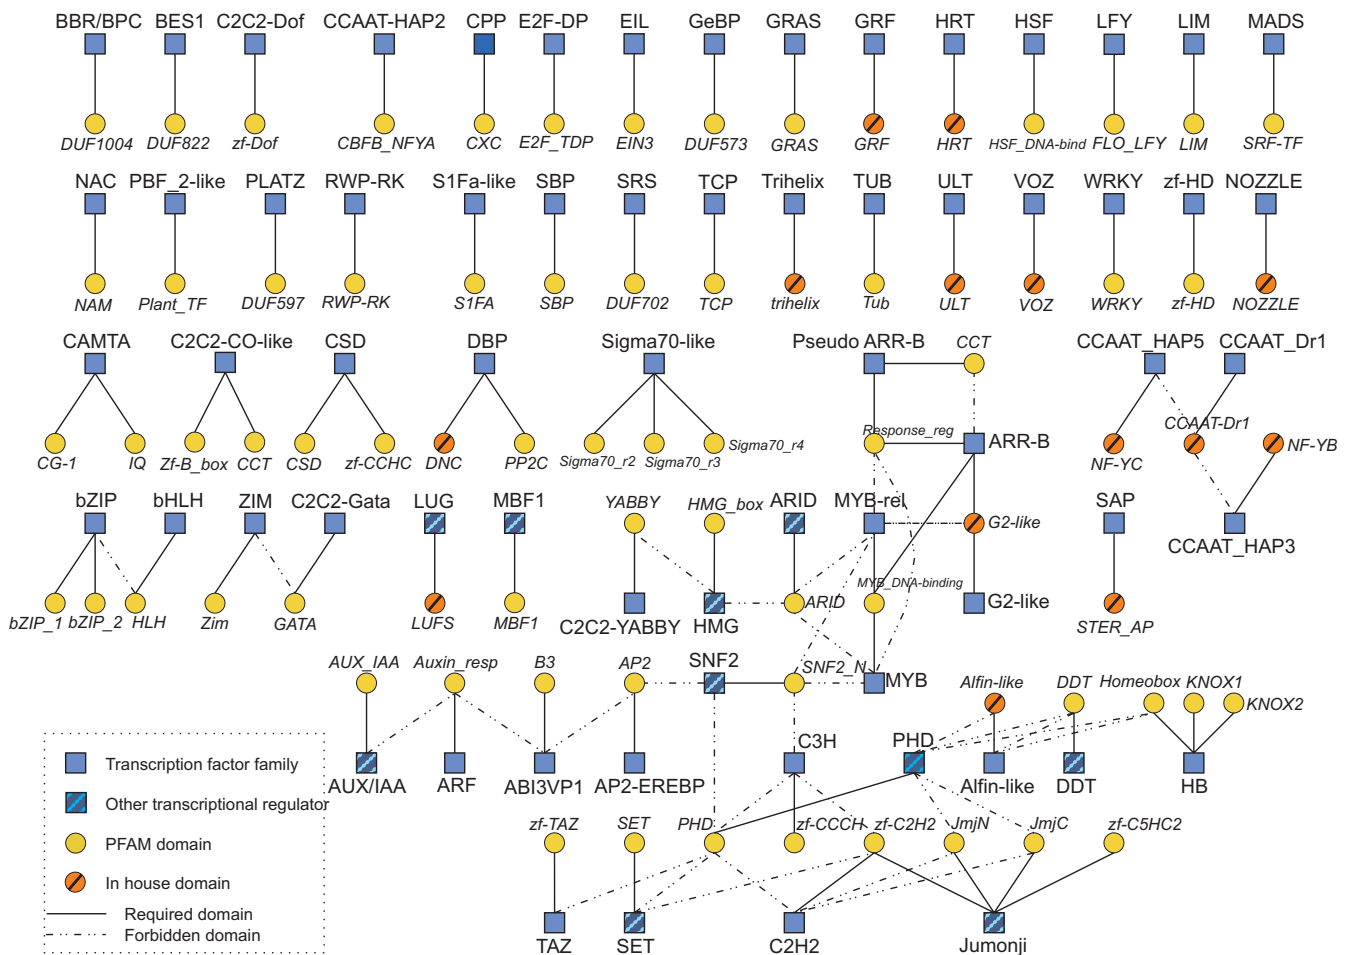 BBR/BPC BES1 C2C2-Dof CCAAT-HAP2 CPP E2F-DP EIL GeBP GRAS GRF HRT HSF LFY LIM MADS
DUF1004 DUF822 zf-Dof CBFB_NFYA CXC E2F_TDP EIN3 DUF573 GRAS GRF HRT HSF_DNA-bind FLO_LFY LIM SRF-TF
NAC PBF_2-like PLATZ RWP-RK S1Fa-like SBP SRS TCP Trihelix TUB ULT VOZ WRKY zf-HD NOZZLE
NAM Plant_TF DUF597 RWP-RK S1FA SBP DUF702 TCP trihelix Tub ULT VOZ WRKY zf-HD NOZZLE
CAMTA C2C2-CO-like CSD DBP Sigma70-like Pseudo ARR-B CCT CCAAT_HAP5 CCAAT_Dr1
Response_reg ARR-B CCAAT-Dr1 NF-YB
CG-1 IQ Zf-B_box CCT CSD zf-CCHC DNC PP2C Sigma70_r2 Sigma70_r3 Sigma70_r4 NF-YC
bZIP bHLH ZIM C2C2-Gata LUG MBF1 YABBY HMG_box ARID MYB-rel G2-like SAP CCAAT_HAP3
MYB_DNA-binding
bZIP_1 bZIP_2 HLH Zim GATA LUFS MBF1 C2C2-YABBY HMG ARID G2-like STER_AP
AUX_IAA Auxin_resp B3 AP2 SNF2 SNF2_N MYB Alfin-like DDT Homeobox KNOX1 KNOX2
C3H PHD
AUX/IAA ARF ABI3VP1 AP2-EREBP Alfin-like DDT HB
zf-TAZ SET PHD zf-CCCH zf-C2H2 JmjN JmjC zf-C5HC2
TAZ SET C2H2 Jumonji
Transcription factor family
Other transcriptional regulator
PFAM domain
In house domain
Required domain
Forbidden domain